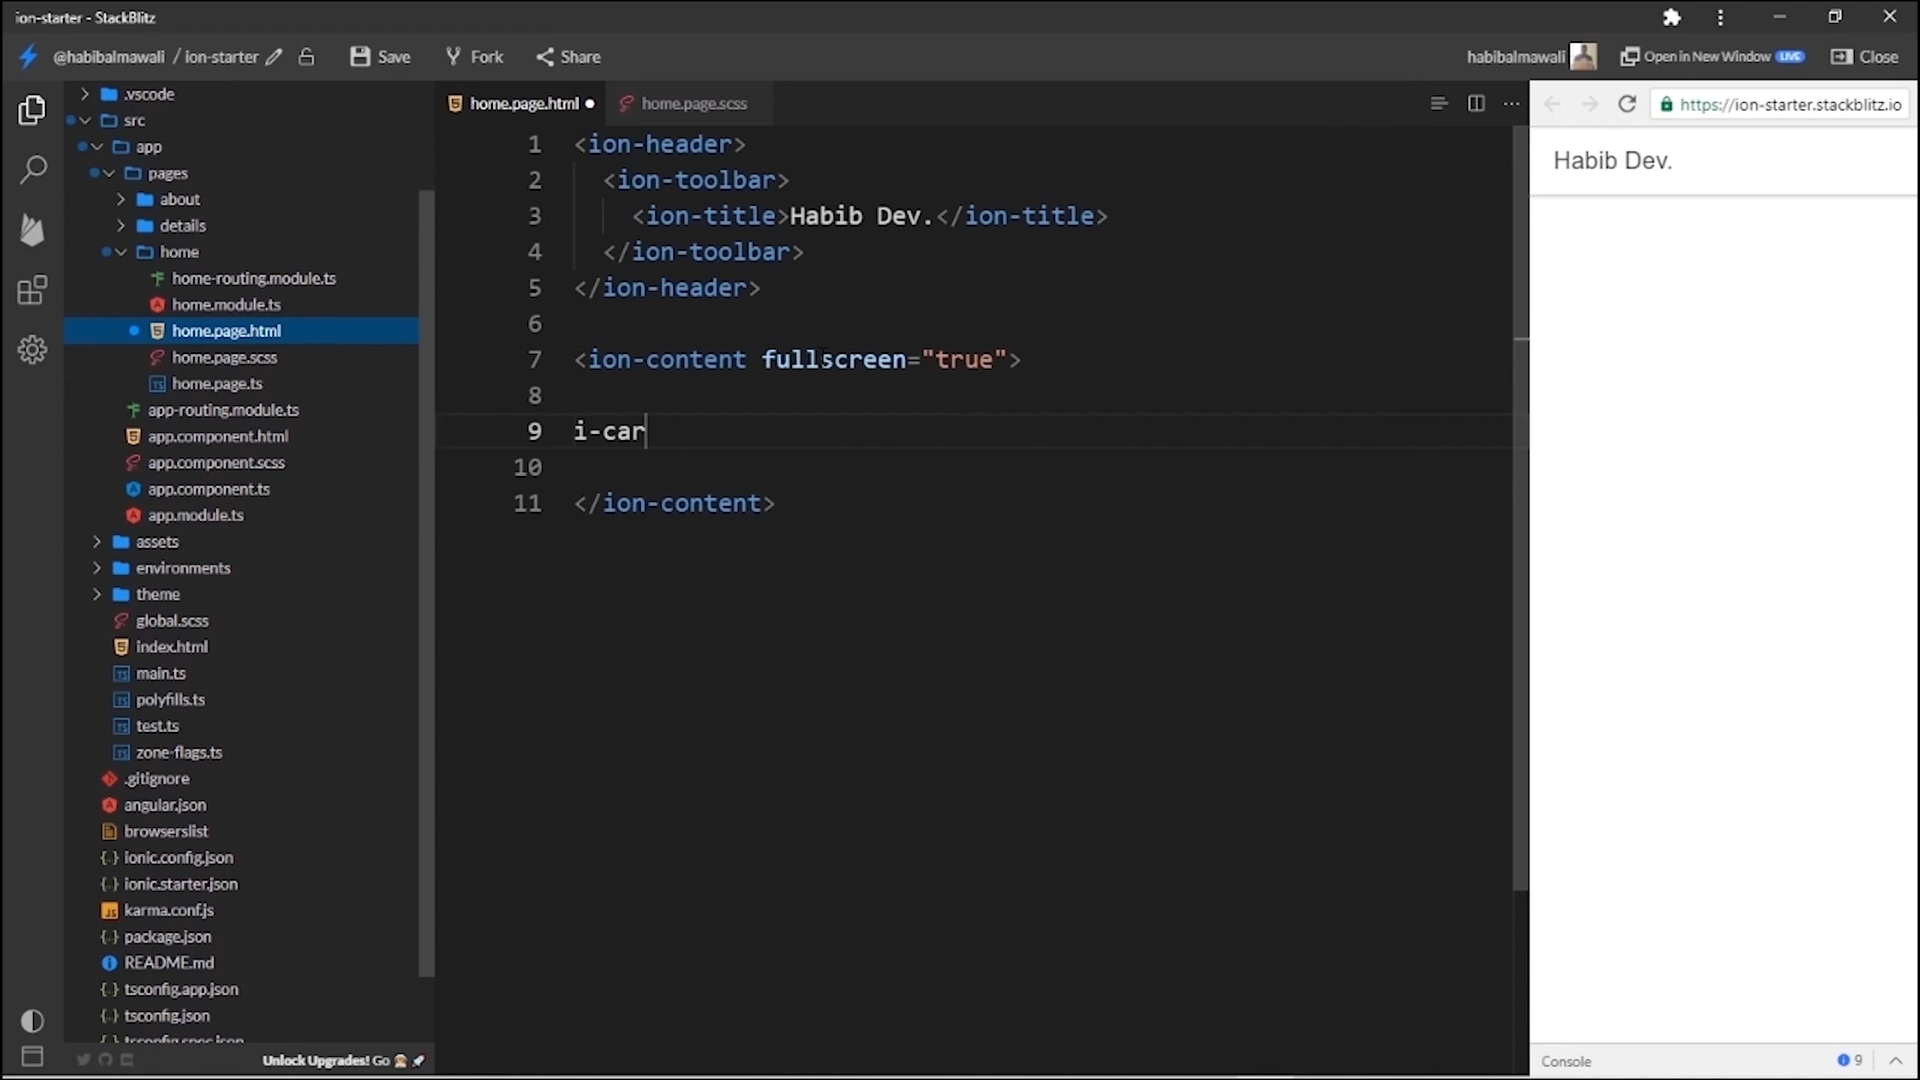 ion-starter - StackBlitz
@habibalmawali / ion-starter Save Fork Share habibalmawali Open in New Window LIVE Close
.vscode
src
app
pages
about
details
home
home-routing.module.ts
home.module.ts
home.page.html
home.page.scss
home.page.ts
app-routing.module.ts
app.component.html
app.component.scss
app.component.ts
app.module.ts
assets
environments
theme
global.scss
index.html
main.ts
polyfills.ts
test.ts
zone-flags.ts
.gitignore
angular.json
browserslist
ionic.config.json
ionic.starter.json
karma.conf.js
package.json
README.md
tsconfig.app.json
tsconfig.json
tsconfig.spec.json
Unlock Upgrades! Go
home.page.html home.page.scss
1 <ion-header>
2 <ion-toolbar>
3 <ion-title>Habib Dev.</ion-title>
4 </ion-toolbar>
5 </ion-header>
6
7 <ion-content fullscreen="true">
8
9 i-car
10
11 </ion-content>
https://ion-starter.stackblitz.io
Habib Dev.
Console 9